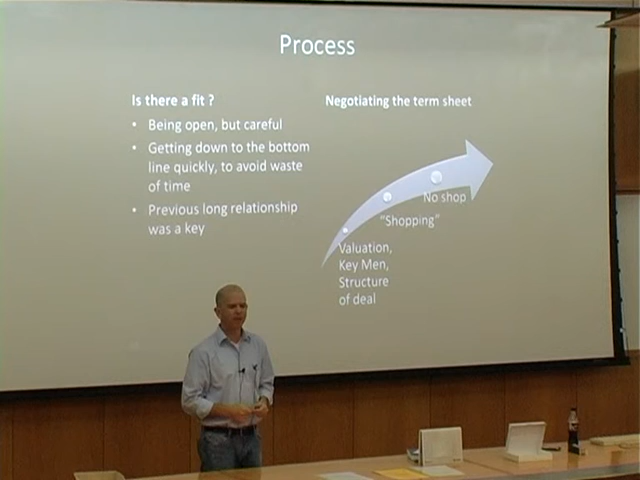 Process
Is there a fit ?
• Being open, but careful
• Getting down to the bottom
line quickly, to avoid waste
of time
• Previous long relationship
was a key
Negotiating the term sheet
No shop
"Shopping"
Valuation,
Key Men,
Structure
of deal